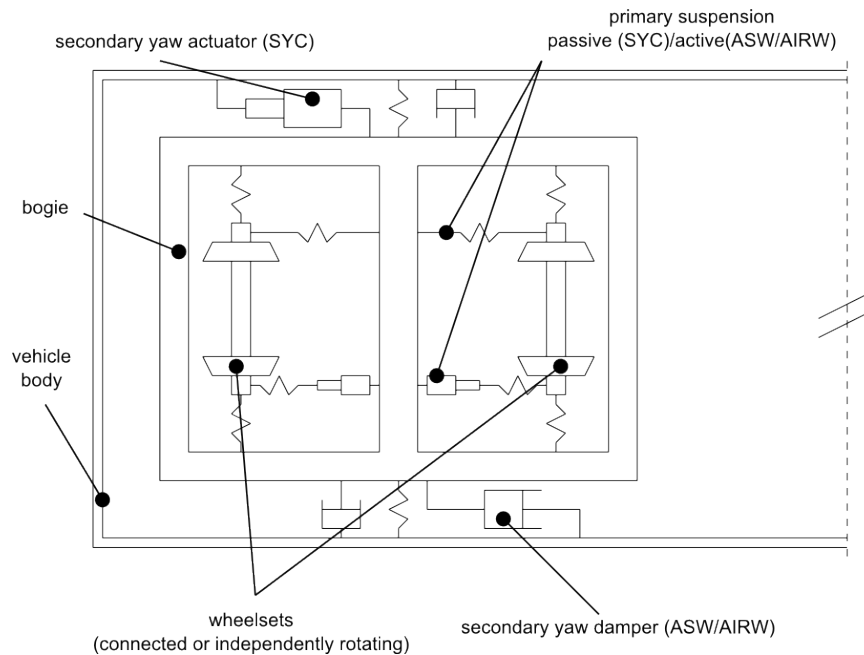 primary suspension
passive (SYC)/active(ASW/AIRW)
secondary yaw actuator (SYC)
bogie
vehicle
body
wheelsets
(connected or independently rotating)
secondary yaw damper (ASW/AIRW)